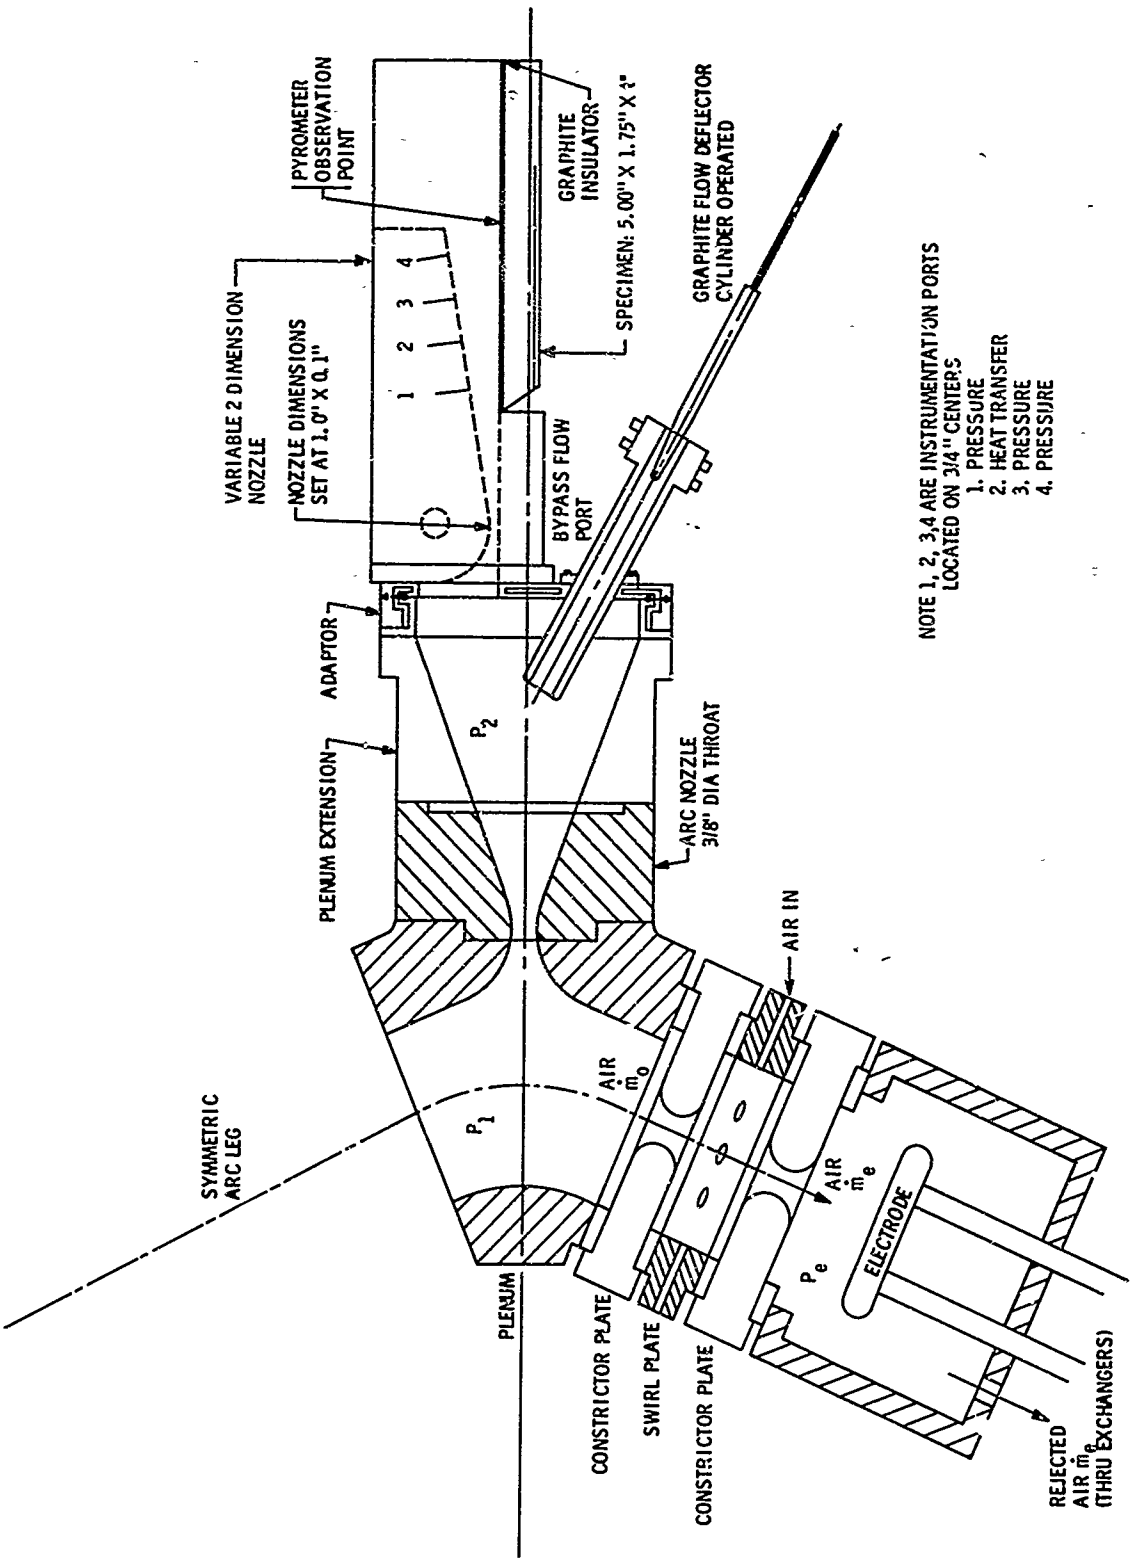 SYMMETRIC
ARC LEG
PLENUM
CONSTRICTOR PLATE
SWIRL PLATE
CONSTRICTOR PLATE
REJECTED
AIR ṁe
(THRU EXCHANGERS)
ELECTRODE
Pe
AIR
ṁe
AIR
ṁo
P1
AIR IN
PLENUM EXTENSION
ADAPTOR
P2
ARC NOZZLE
3/8" DIA THROAT
VARIABLE 2 DIMENSION
NOZZLE
NOZZLE DIMENSIONS
SET AT 1.0" X 0.1"
1 2 3 4
PYROMETER
OBSERVATION
POINT
BYPASS FLOW
PORT
GRAPHITE
INSULATOR
SPECIMEN: 5.00" X 1.75" X
GRAPHITE FLOW DEFLECTOR
CYLINDER OPERATED
NOTE 1, 2, 3,4 ARE INSTRUMENTATION PORTS
LOCATED ON 3/4" CENTERS
1. PRESSURE
2. HEAT TRANSFER
3. PRESSURE
4. PRESSURE